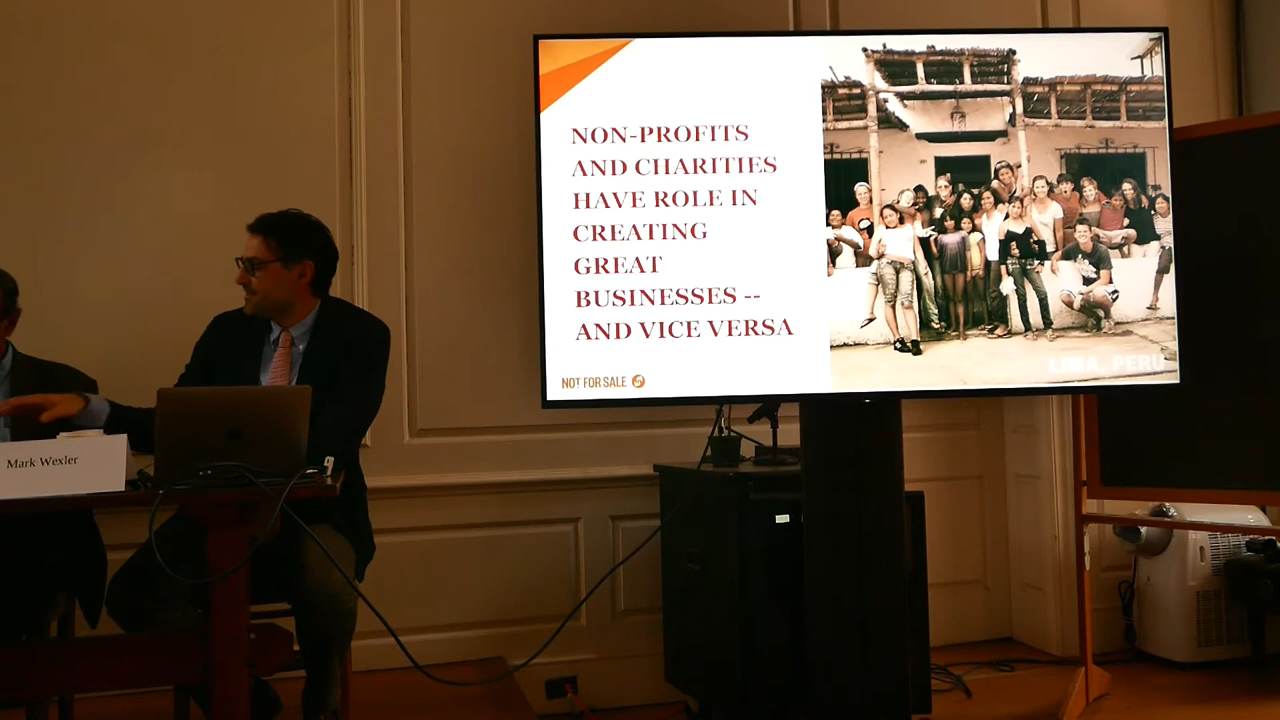 NON-PROFITS
AND CHARITIES
HAVE ROLE IN
CREATING
GREAT
BUSINESSES --
AND VICE VERSA
NOT FOR SALE
LIMA, PERU
Mark Wexler